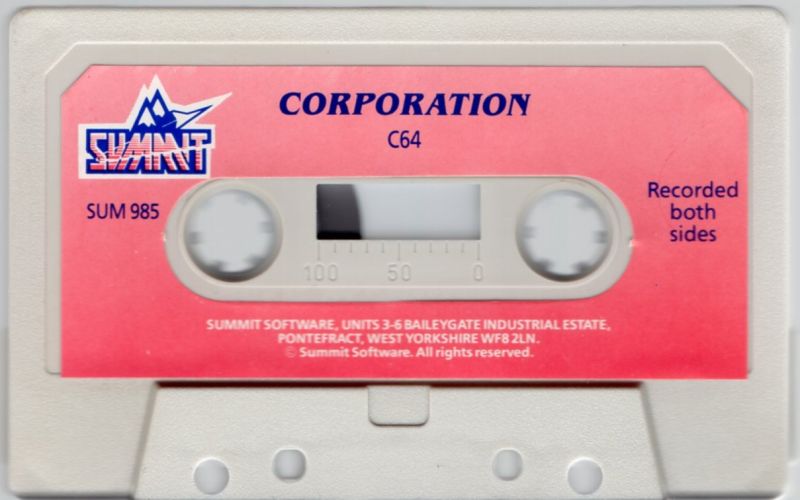 SUMMIT
CORPORATION
C64
SUM 985
Recorded
both
sides
100 50 0
SUMMIT SOFTWARE, UNITS 3-6 BAILEYGATE INDUSTRIAL ESTATE,
PONTEFRACT, WEST YORKSHIRE WF8 2LN.
© Summit Software. All rights reserved.